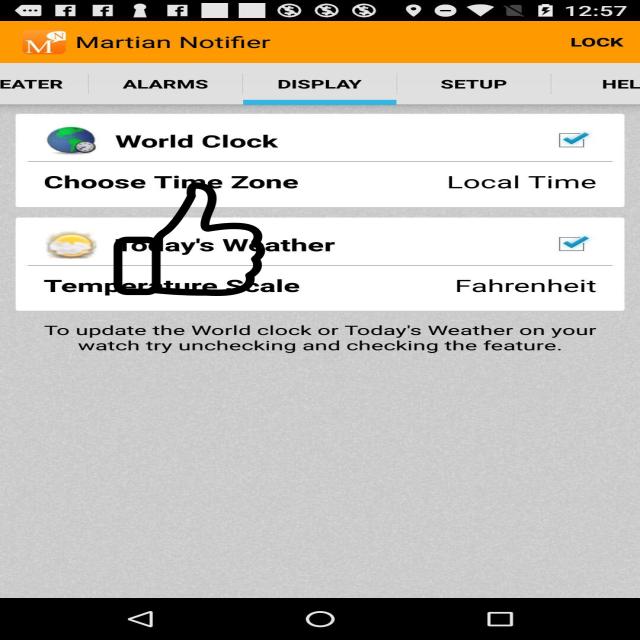 12:57
Martian Notifier LOCK
EATER ALARMS DISPLAY SETUP HEL
World Clock
Choose Time Zone Local Time
Today's Weather
Temperature Scale Fahrenheit
To update the World clock or Today's Weather on your
watch try unchecking and checking the feature.